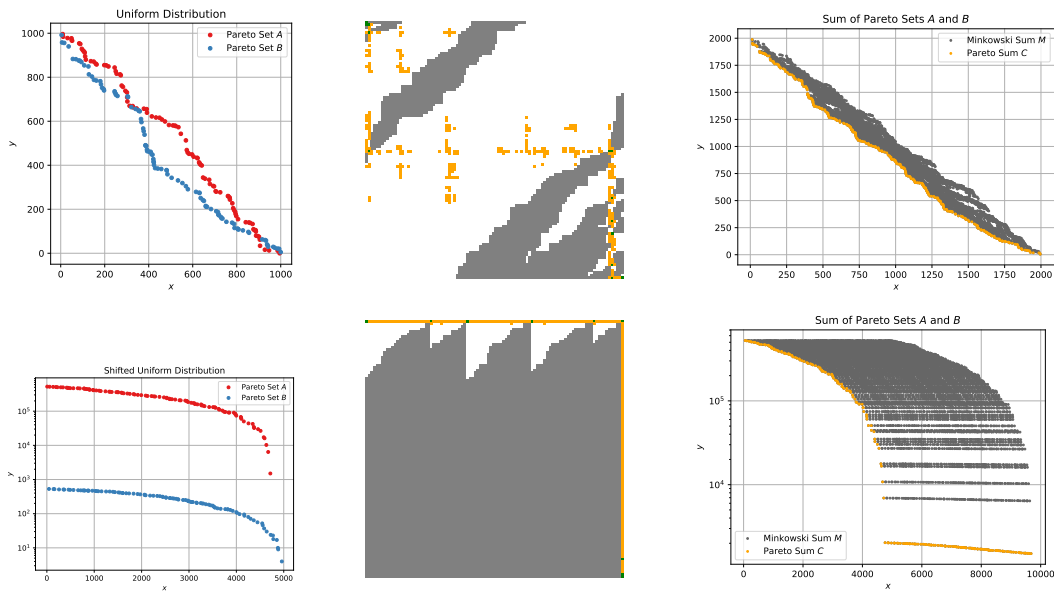 Uniform Distribution
Pareto Set A
Pareto Set B
1000
800
600
400
200
0
y
0 200 400 600 800 1000
x
Sum of Pareto Sets A and B
Minkowski Sum M
Pareto Sum C
2000
1750
1500
1250
1000
750
500
250
0
y
0 250 500 750 1000 1250 1500 1750 2000
x
Shifted Uniform Distribution
Pareto Set A
Pareto Set B
10^5
10^4
10^3
10^2
10^1
y
0 1000 2000 3000 4000 5000
x
Sum of Pareto Sets A and B
10^5
10^4
y
Minkowski Sum M
Pareto Sum C
0 2000 4000 6000 8000 10000
x